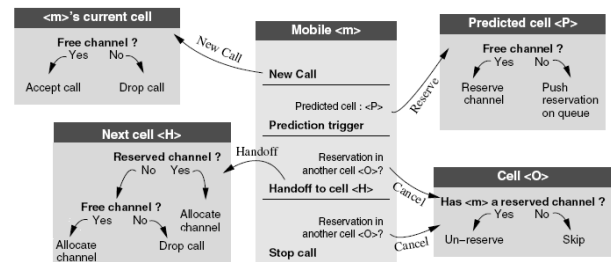 <m>'s current cell
Free channel ?
Yes No
Accept call Drop call
New Call
Mobile <m>
New Call
Predicted cell : <P>
Prediction trigger
Reservation in
another cell <O>?
Handoff to cell <H>
Reservation in
another cell <O>?
Stop call
Reserve
Predicted cell <P>
Free channel ?
Yes No
Reserve Push
channel reservation
on queue
Handoff
Next cell <H>
Reserved channel ?
No Yes
Free channel ?
Yes No
Allocate
channel
Allocate
channel
Drop call
Cancel
Cancel
Cell <O>
Has <m> a reserved channel ?
Yes No
Un-reserve Skip